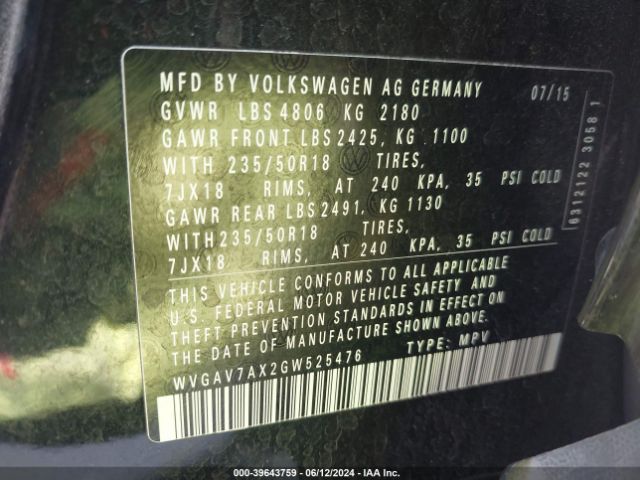 MFD BY VOLKSWAGEN AG GERMANY 07/15
GVWR LBS 4806 KG 2180
GAWR FRONT LBS 2425, KG 1100
WITH 235/50R18 TIRES,
7JX18 RIMS, AT 240 KPA, 35 PSI COLD
GAWR REAR LBS 2491, KG 1130
WITH 235/50R18 TIRES,
7JX18 RIMS, AT 240 KPA, 35 PSI COLD
THIS VEHICLE CONFORMS TO ALL APPLICABLE
U.S. FEDERAL MOTOR VEHICLE SAFETY AND
THEFT PREVENTION STANDARDS IN EFFECT ON
THE DATE OF MANUFACTURE SHOWN ABOVE.
WVGAV7AX2GW525476 TYPE: MPV
6312122 3058 1
000-39643759 - 06/12/2024 - IAA Inc.